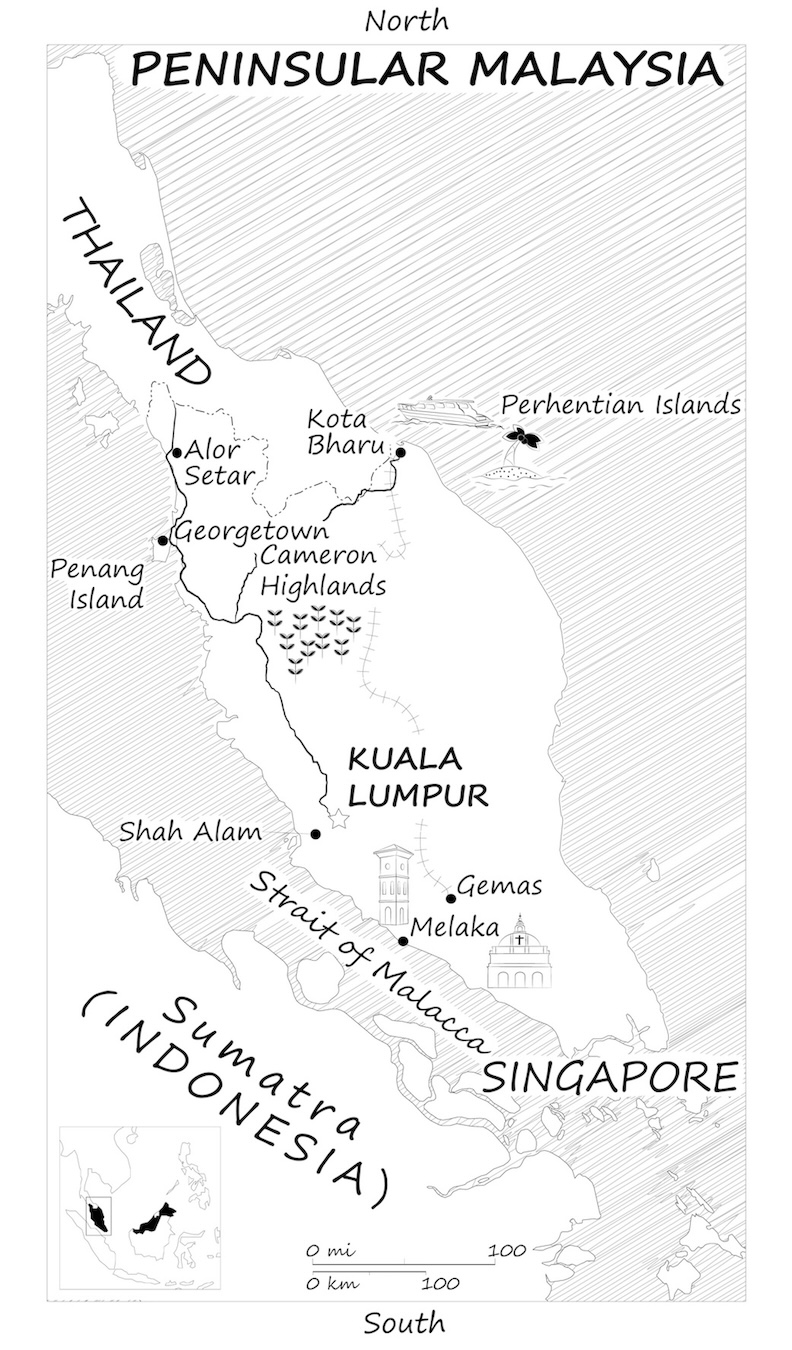 North
PENINSULAR MALAYSIA
THAILAND
Perhentian Islands
Kota
Bharu
Alor
Setar
Georgetown
Cameron
Highlands
Penang
Island
KUALA
LUMPUR
Shah Alam
Gemas
Melaka
Strait of Malacca
SINGAPORE
Sumatra
(INDONESIA)
0 mi 100
0 km 100
South